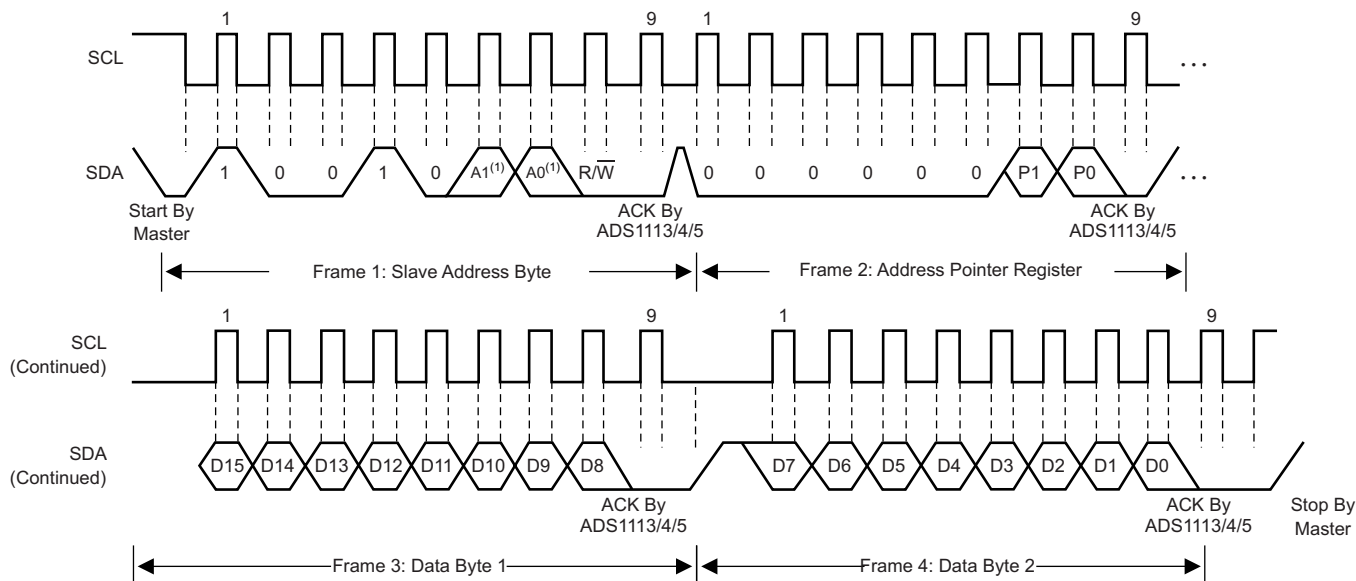 1 9 1 9
SCL ...
SDA 1 0 0 1 0 A1(1) A0(1) R/W̅ 0 0 0 0 0 0 P1 P0 ...
Start By
Master
ACK By
ADS1113/4/5
ACK By
ADS1113/4/5
Frame 1: Slave Address Byte
Frame 2: Address Pointer Register
1 9 1 9
SCL
(Continued)
SDA
(Continued)
D15 D14 D13 D12 D11 D10 D9 D8 D7 D6 D5 D4 D3 D2 D1 D0
ACK By
ADS1113/4/5
ACK By
ADS1113/4/5
Stop By
Master
Frame 3: Data Byte 1
Frame 4: Data Byte 2